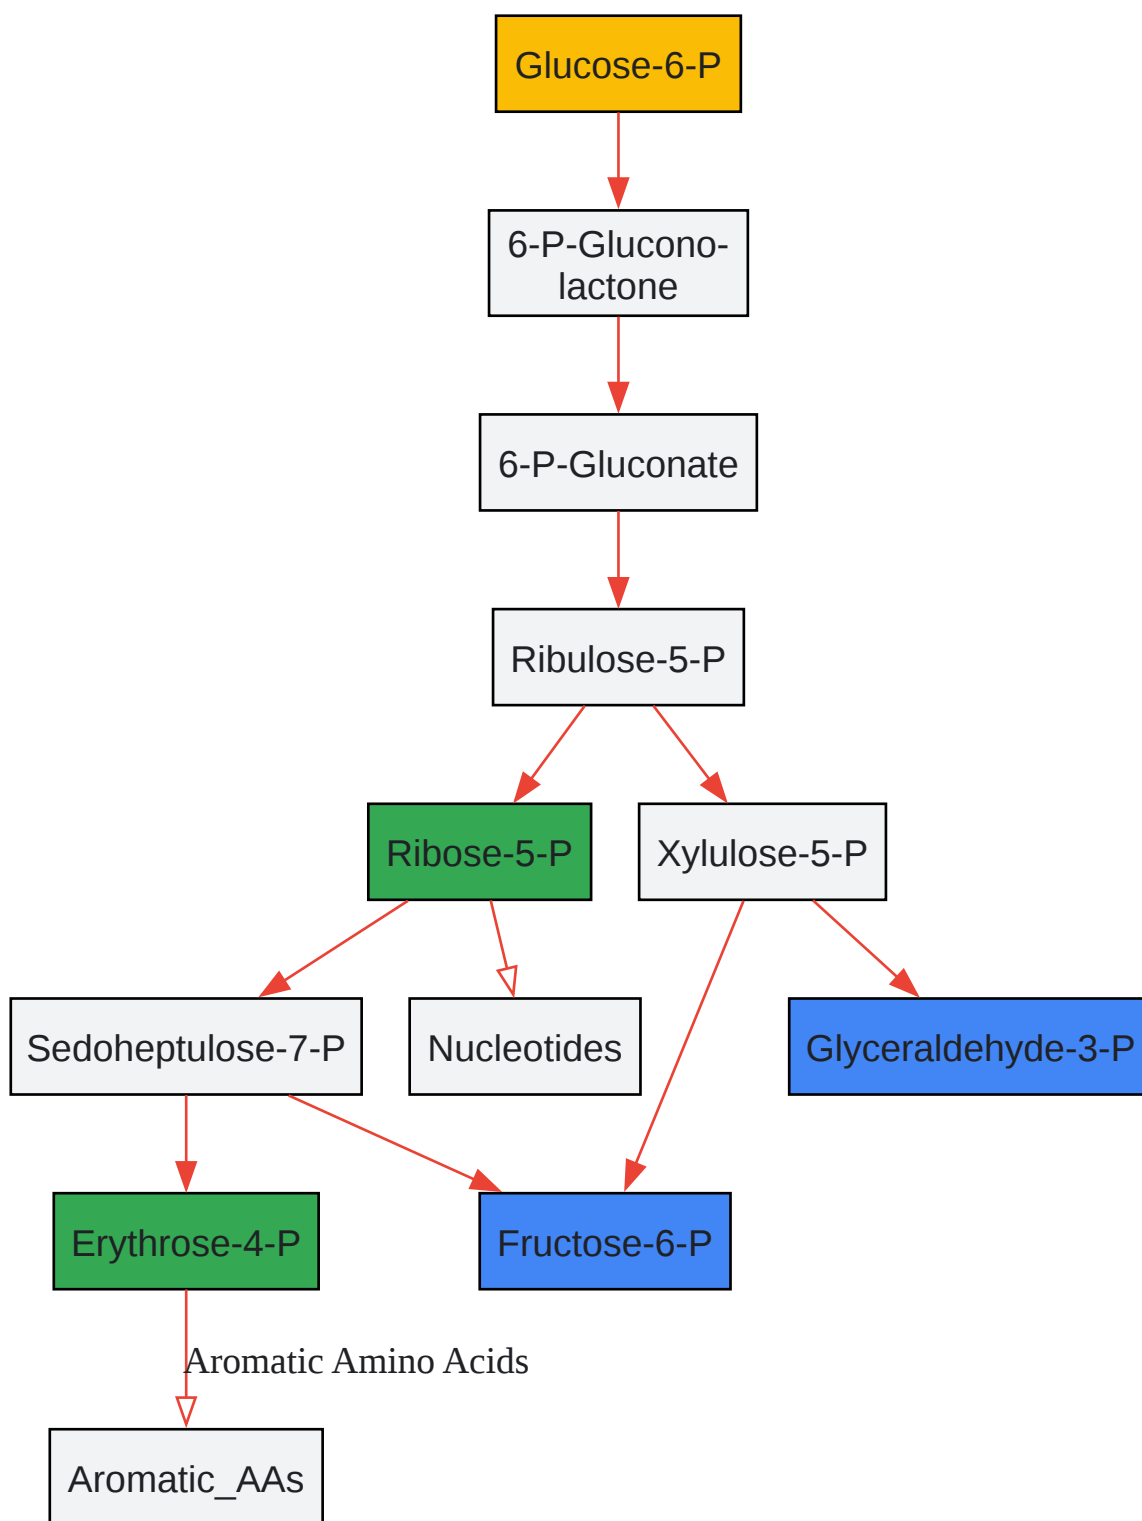 Glucose-6-P
6-P-Glucono-
lactone
6-P-Gluconate
Ribulose-5-P
Ribose-5-P
Xylulose-5-P
Sedoheptulose-7-P
Nucleotides
Glyceraldehyde-3-P
Erythrose-4-P
Fructose-6-P
Aromatic Amino Acids
Aromatic_AAs